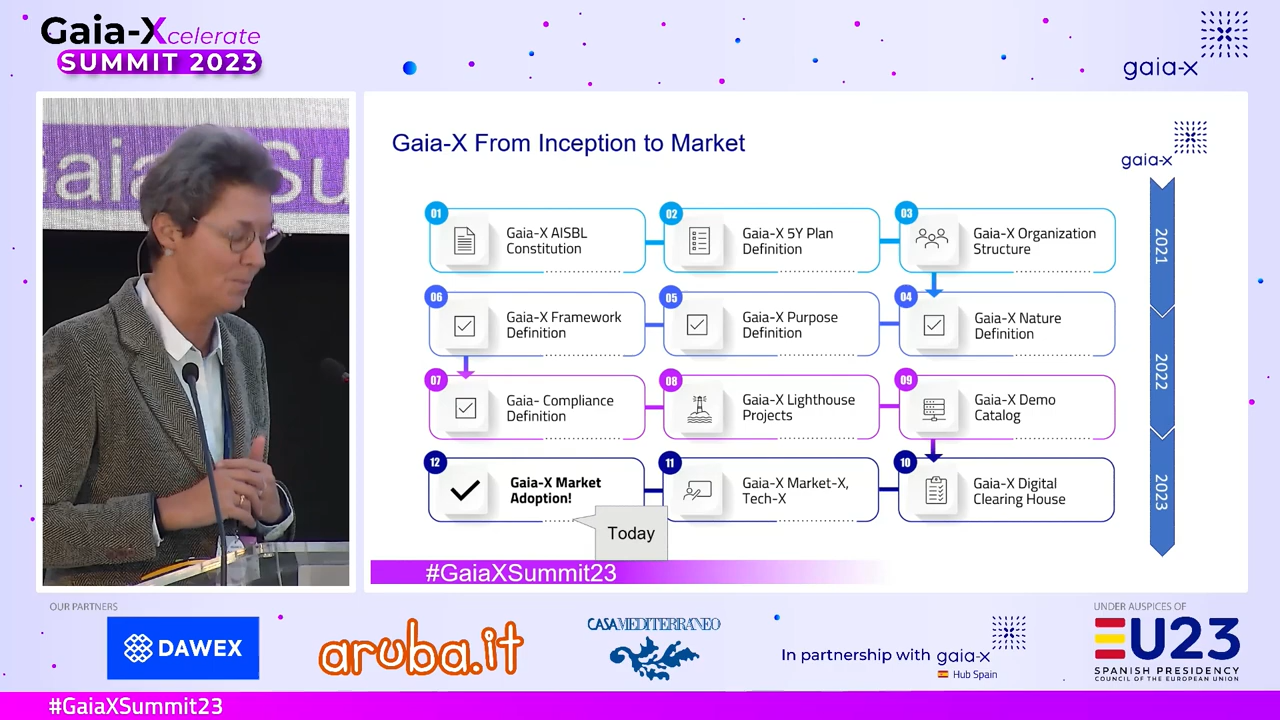 Gaia-Xcelerate
SUMMIT 2023
gaia-x
Gaia-X From Inception to Market
gaia-x
01
Gaia-X AISBL
Constitution
02
Gaia-X 5Y Plan
Definition
03
Gaia-X Organization
Structure
2021
06
Gaia-X Framework
Definition
05
Gaia-X Purpose
Definition
04
Gaia-X Nature
Definition
2022
07
Gaia- Compliance
Definition
08
Gaia-X Lighthouse
Projects
09
Gaia-X Demo
Catalog
12
Gaia-X Market
Adoption!
11
Gaia-X Market-X,
Tech-X
10
Gaia-X Digital
Clearing House
2023
Today
#GaiaXSummit23
OUR PARTNERS
DAWEX
aruba.it
CASAMEDITERRANEO
In partnership with gaia-x
Hub Spain
UNDER AUSPICES OF
EU23
SPANISH PRESIDENCY
COUNCIL OF THE EUROPEAN UNION
#GaiaXSummit23